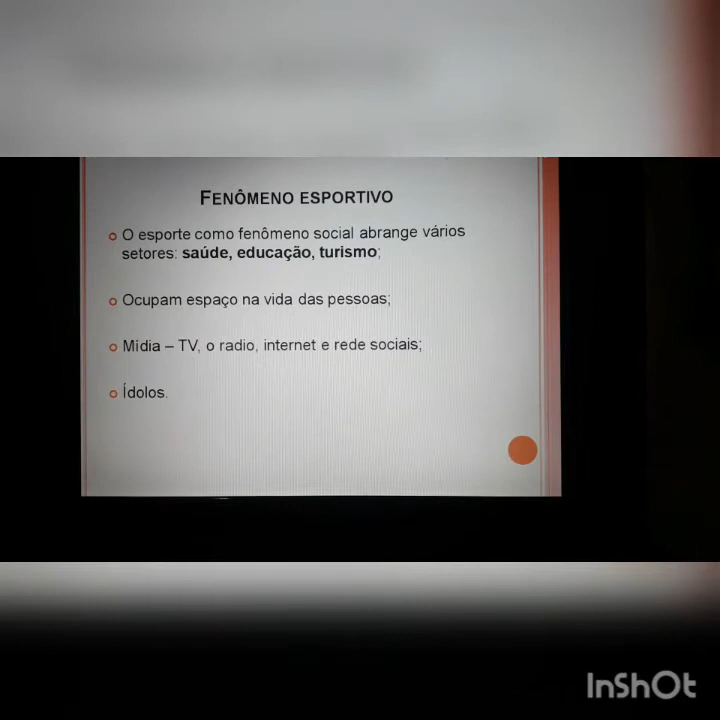 FENÔMENO ESPORTIVO
O esporte como fenômeno social abrange vários
setores: saúde, educação, turismo;
Ocupam espaço na vida das pessoas;
Midia – TV, o radio, internet e rede sociais;
Ídolos.
InShOt